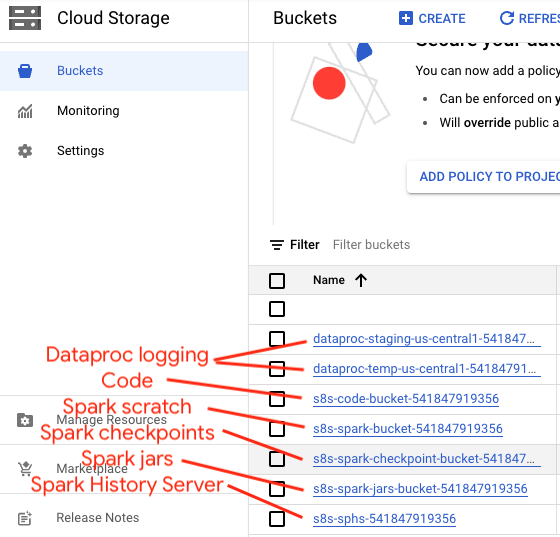 Cloud Storage
Buckets
CREATE
REFRES
Secure your data
Buckets
You can now add a policy
Can be enforced on y
Monitoring
Will override public a
Settings
ADD POLICY TO PROJEC
Filter
Filter buckets
Name
dataproc-staging-us-central1-541847...
Dataproc logging
dataproc-temp-us-central1-54184791...
Code
s8s-code-bucket-541847919356
Spark scratch
Manage Resources
s8s-spark-bucket-541847919356
Spark checkpoints
s8s-spark-checkpoint-bucket-541847...
Spark jars
Marketplace
s8s-spark-jars-bucket-541847919356
Spark History Server
Release Notes
s8s-sphs-541847919356